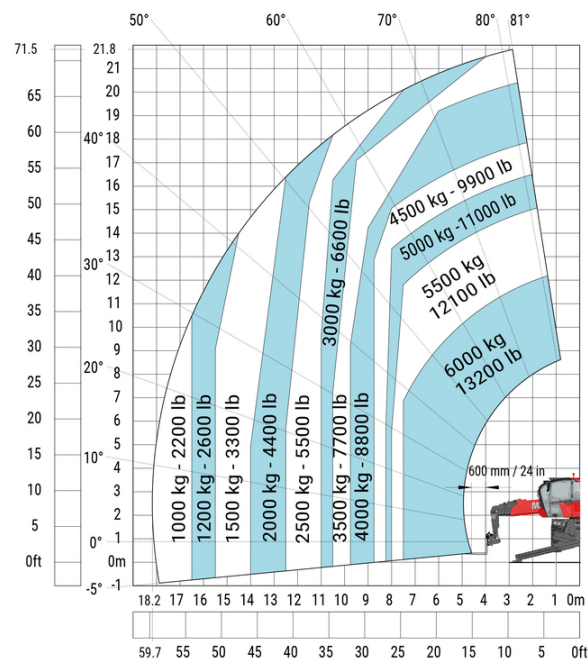 50° 60° 70° 80° 81°
71.5 21.8
21
65 20
19
60 40° 18
17
55 16
50 15
14
45 30° 13
40 12
11
35 10
30 9
20° 8
25 7
20 6
5
15 10° 4
10 3
2
5 0° 1
0ft 0m
-5° -1
4500 kg - 9900 lb
5000 kg -11000 lb
5500 kg
12100 lb
6000 kg
13200 lb
3000 kg - 6600 lb
1000 kg - 2200 lb
1200 kg - 2600 lb
1500 kg - 3300 lb
2000 kg - 4400 lb
2500 kg - 5500 lb
3500 kg - 7700 lb
4000 kg - 8800 lb
600 mm / 24 in
18.2 17 16 15 14 13 12 11 10 9 8 7 6 5 4 3 2 1 0m
59.7 55 50 45 40 35 30 25 20 15 10 5 0ft